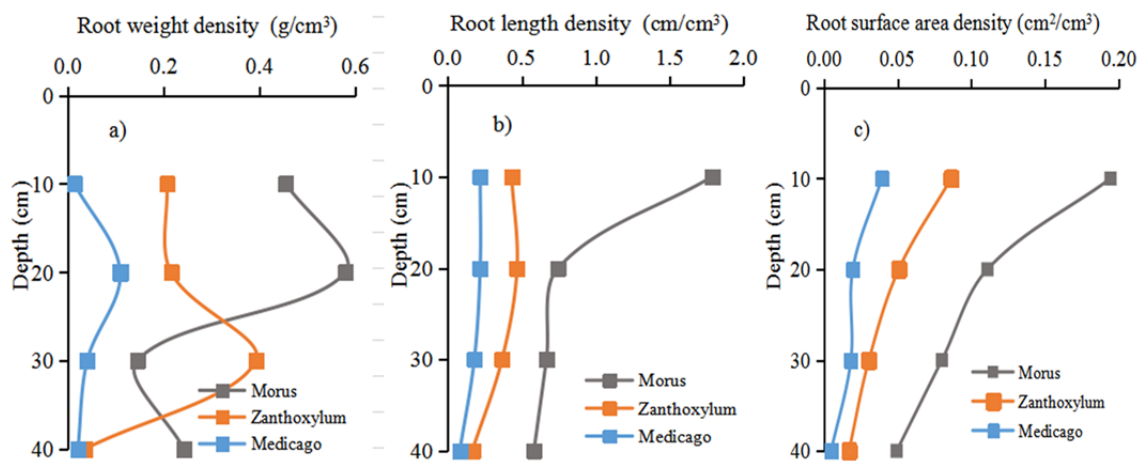 Root weight density (g/cm³)
0.0 0.2 0.4 0.6
0
10
20
30
40
Depth (cm)
a)
Morus
Zanthoxylum
Medicago
Root length density (cm/cm³)
0.0 0.5 1.0 1.5 2.0
0
10
20
30
40
Depth (cm)
b)
Morus
Zanthoxylum
Medicago
Root surface area density (cm²/cm³)
0.00 0.05 0.10 0.20
0
10
20
30
40
Depth (cm)
c)
Morus
Zanthoxylum
Medicago